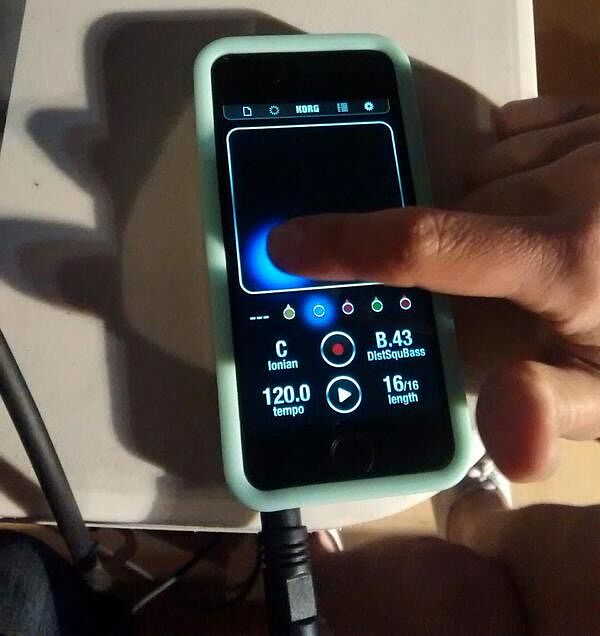 KORG
---
C B.43
Ionian DistSquBass
120.0 16/16
tempo length